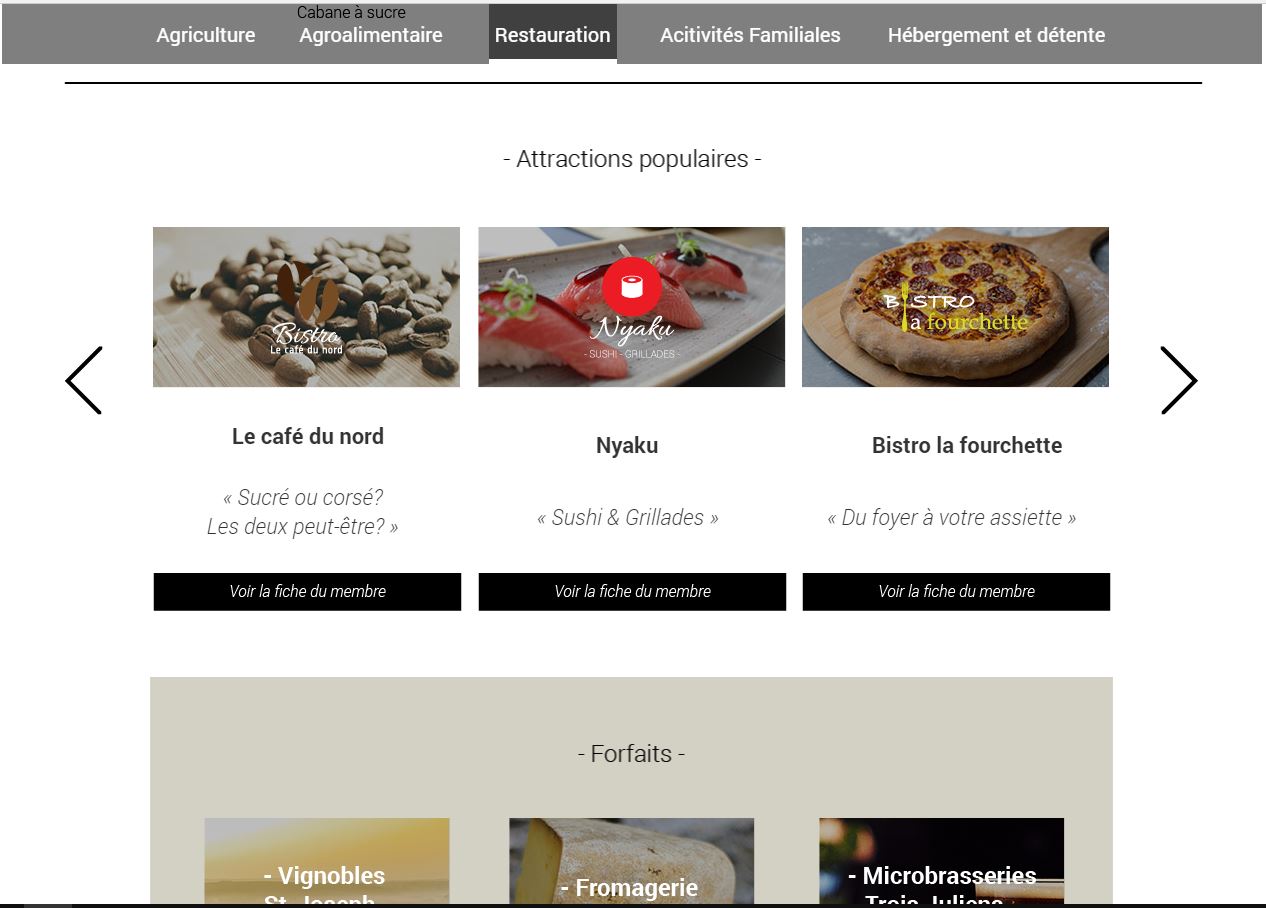 Cabane à sucre
Agriculture
Agroalimentaire
Restauration
Acitivités Familiales
Hébergement et détente
- Attractions populaires -
Bistro
Le café du nord
Nyaku
- SUSHI - GRILLADES -
BISTRO
la fourchette
Le café du nord
Nyaku
Bistro la fourchette
« Sucré ou corsé?
Les deux peut-être? »
« Sushi & Grillades »
« Du foyer à votre assiette »
Voir la fiche du membre
Voir la fiche du membre
Voir la fiche du membre
- Forfaits -
- Vignobles
St-Joseph
- Fromagerie
- Microbrasseries
Trois Juliens